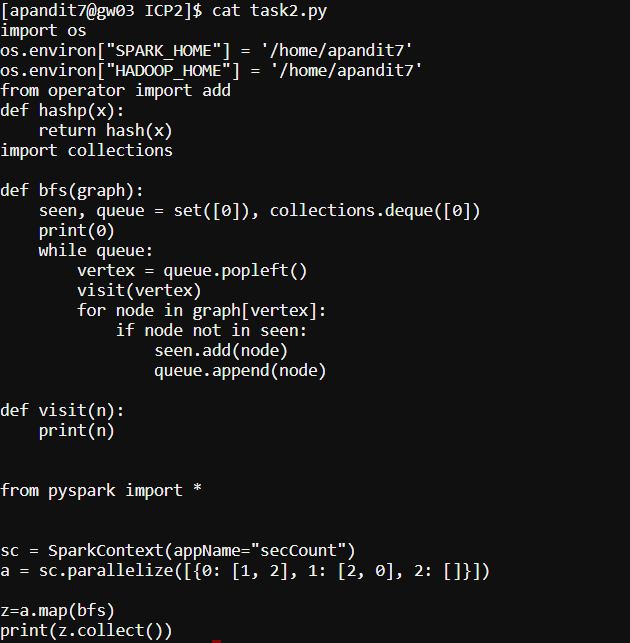 [apandit7@gw03 ICP2]$ cat task2.py
import os
os.environ["SPARK_HOME"] = '/home/apandit7'
os.environ["HADOOP_HOME"] = '/home/apandit7'
from operator import add
def hashp(x):
    return hash(x)
import collections

def bfs(graph):
    seen, queue = set([0]), collections.deque([0])
    print(0)
    while queue:
        vertex = queue.popleft()
        visit(vertex)
        for node in graph[vertex]:
            if node not in seen:
                seen.add(node)
                queue.append(node)

def visit(n):
    print(n)


from pyspark import *


sc = SparkContext(appName="secCount")
a = sc.parallelize([{0: [1, 2], 1: [2, 0], 2: []}])

z=a.map(bfs)
print(z.collect())